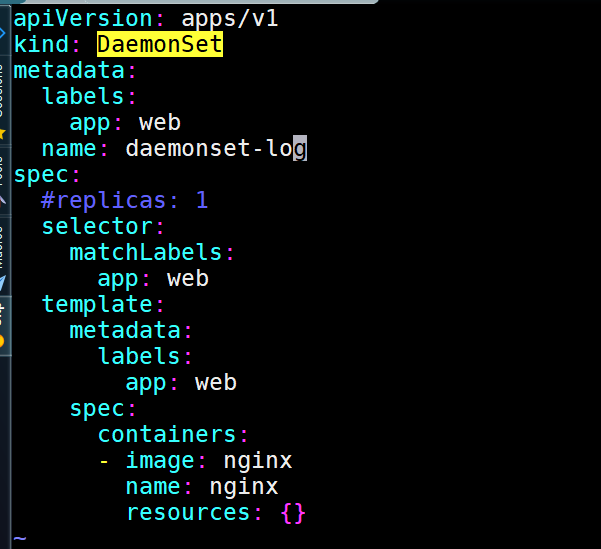 apiVersion: apps/v1
kind: DaemonSet
metadata:
  labels:
    app: web
  name: daemonset-log
spec:
  #replicas: 1
  selector:
    matchLabels:
      app: web
  template:
    metadata:
      labels:
        app: web
    spec:
      containers:
      - image: nginx
        name: nginx
        resources: {}
~